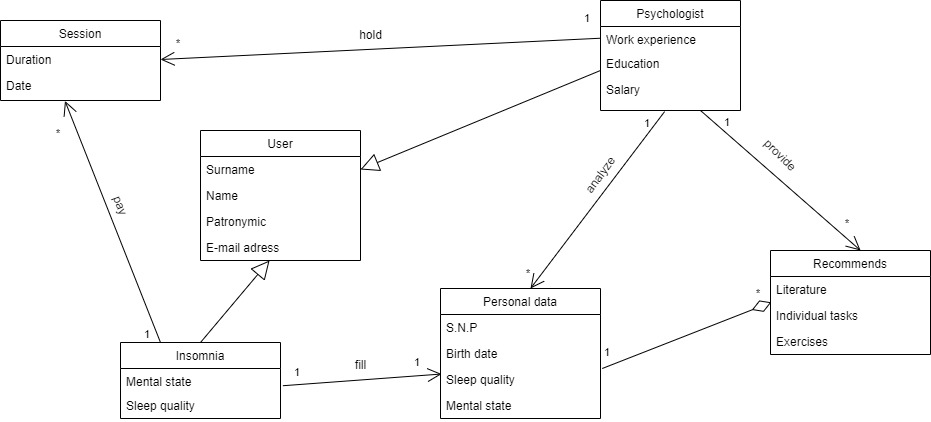 Psychologist
Work experience
Education
Salary
1
hold
*
Session
Duration
Date
*
pay
1
User
Surname
Name
Patronymic
E-mail adress
1
analyze
*
1
provide
*
Recommends
Literature
Individual tasks
Exercises
*
1
Personal data
S.N.P
Birth date
Sleep quality
Mental state
Insomnia
Mental state
Sleep quality
1
fill
1